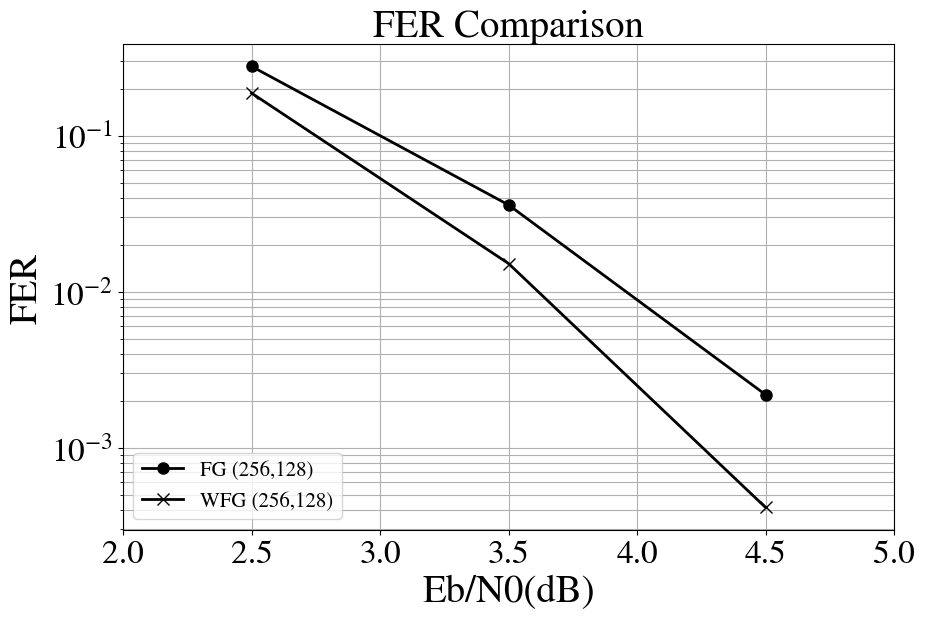 FER Comparison
FER
10⁻¹
10⁻²
10⁻³
FG (256,128)
WFG (256,128)
2.0 2.5 3.0 3.5 4.0 4.5 5.0
Eb/N0(dB)